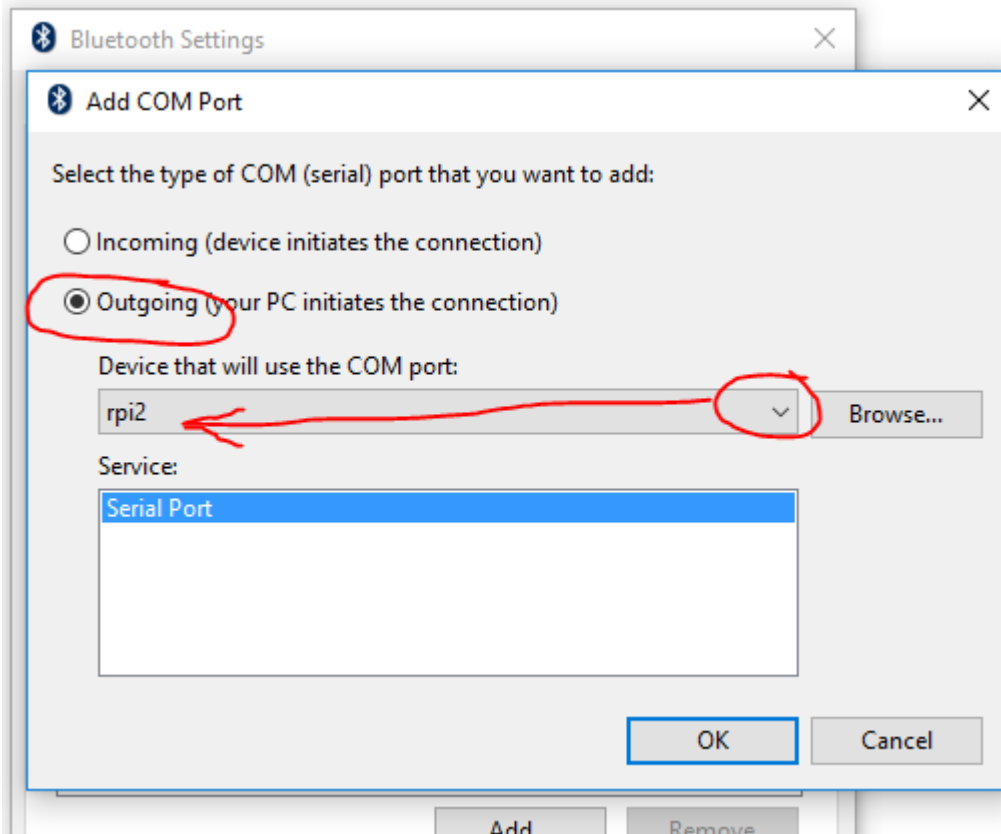 Bluetooth Settings
Add COM Port
Select the type of COM (serial) port that you want to add:
Incoming (device initiates the connection)
Outgoing (your PC initiates the connection)
Device that will use the COM port:
rpi2
Browse...
Service:
Serial Port
OK
Cancel
Add...
Remove